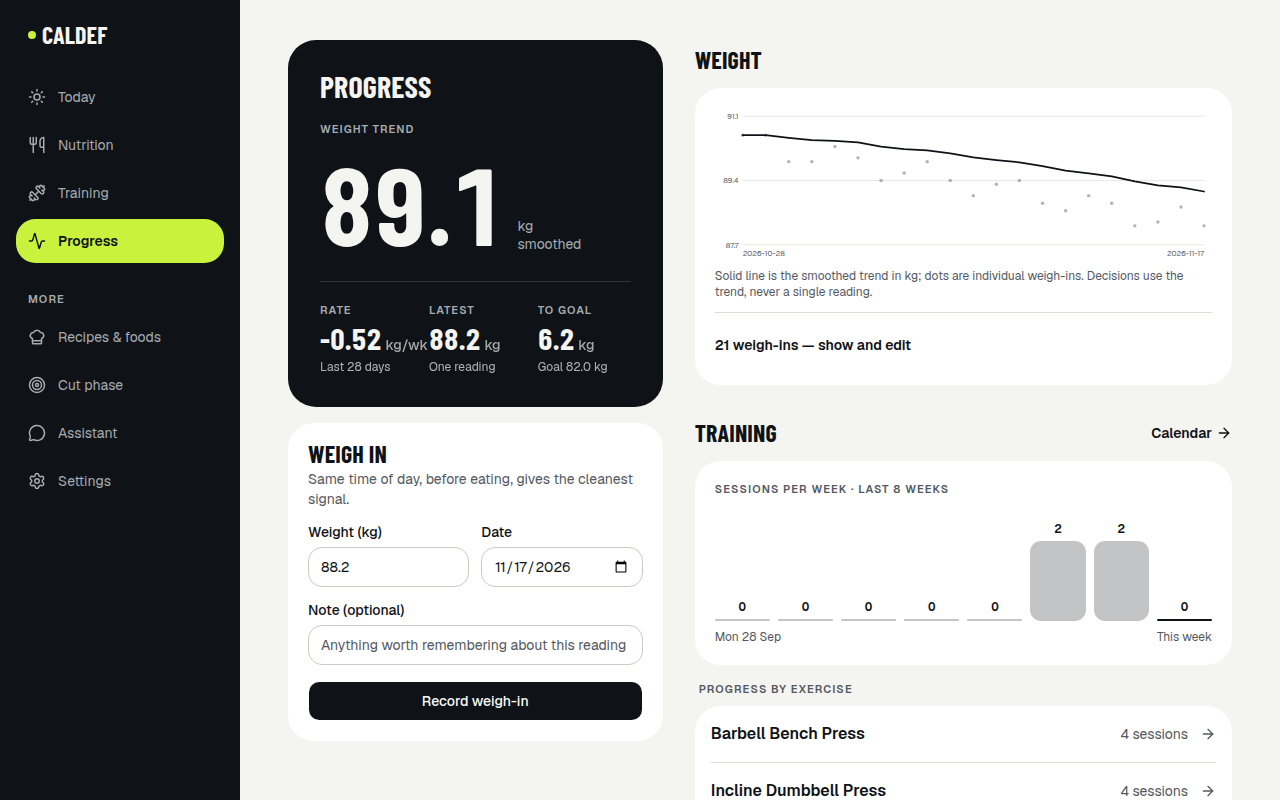 CALDEF
Today
Nutrition
Training
Progress
MORE
Recipes & foods
Cut phase
Assistant
Settings
PROGRESS
WEIGHT TREND
89.1 kg smoothed
RATE
-0.52 kg/wk
Last 28 days
LATEST
88.2 kg
One reading
TO GOAL
6.2 kg
Goal 82.0 kg
WEIGH IN
Same time of day, before eating, gives the cleanest
signal.
Weight (kg)
88.2
Date
11/17/2026
Note (optional)
Anything worth remembering about this reading
Record weigh-in
WEIGHT
91.1
89.4
87.7
2026-10-28
2026-11-17
Solid line is the smoothed trend in kg; dots are individual weigh-ins. Decisions use the
trend, never a single reading.
21 weigh-ins — show and edit
TRAINING
Calendar →
SESSIONS PER WEEK · LAST 8 WEEKS
0 0 0 0 0 2 2 0
Mon 28 Sep
This week
PROGRESS BY EXERCISE
Barbell Bench Press 4 sessions →
Incline Dumbbell Press 4 sessions →